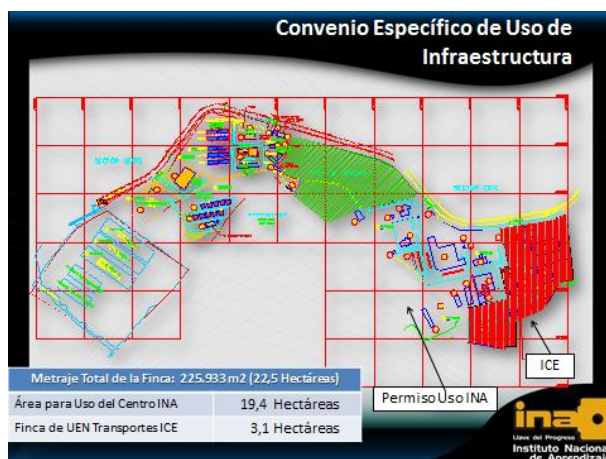 Convenio Específico de Uso de
Infraestructura
ICE
Permiso Uso INA
Metraje Total de la Finca: 225.933 m2 (22,5 Hectáreas)
Área para Uso del Centro INA 19,4 Hectáreas
Finca de UEN Transportes ICE 3,1 Hectáreas
ina
Llave del Progreso
Instituto Nacional
de Aprendizaj